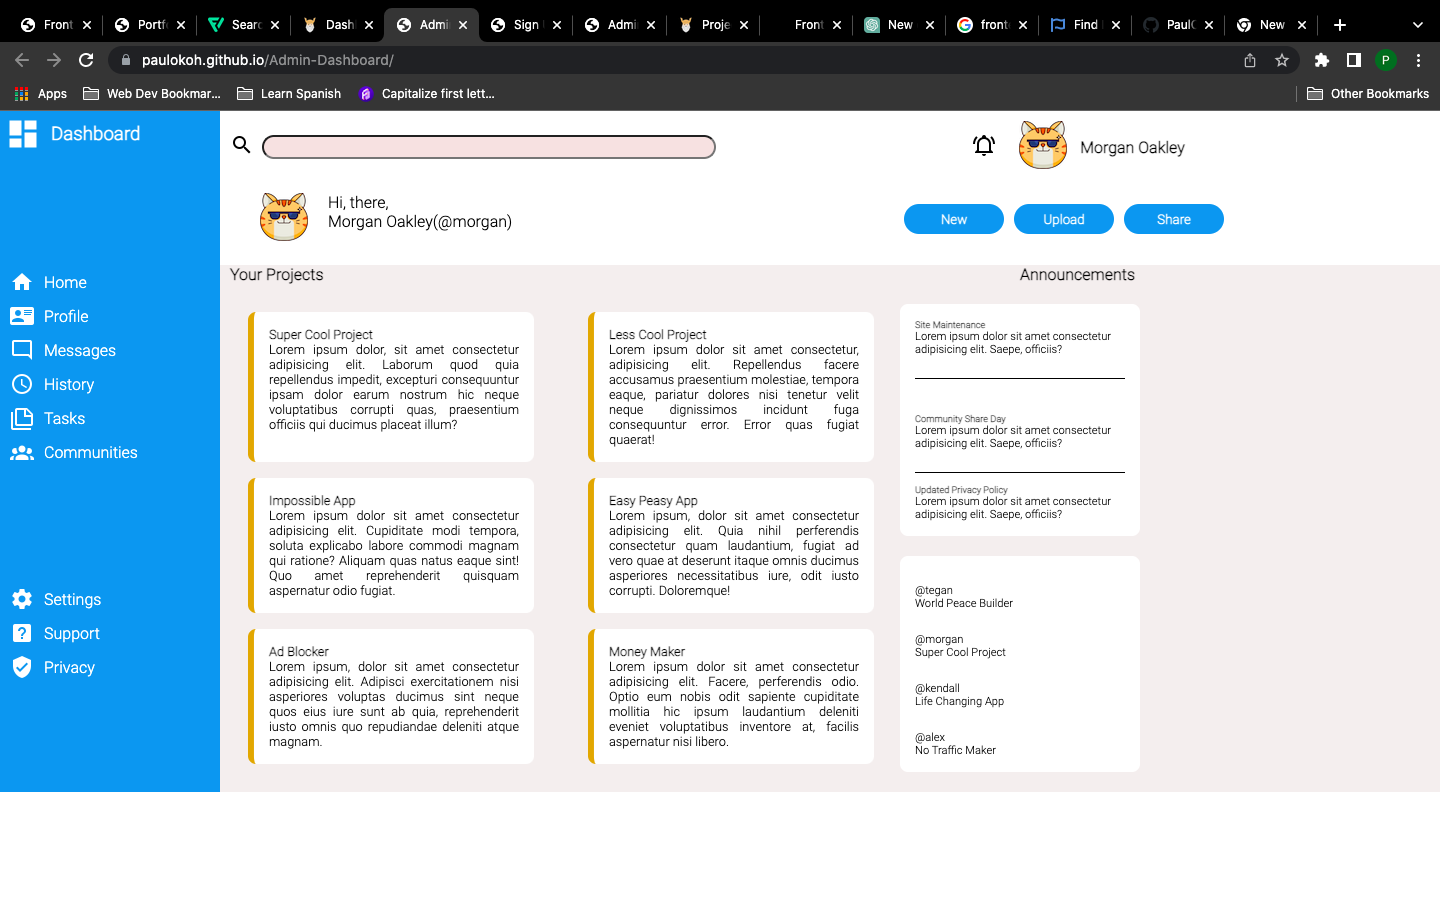 Front
Portfo
Searc
Dash
Admi
Sign
Admi
Proje
Front
New
fronte
Find
PaulO
New
paulokoh.github.io/Admin-Dashboard/
P
Apps
Web Dev Bookmar...
Learn Spanish
Capitalize first lett...
Other Bookmarks
Dashboard
Morgan Oakley
Hi, there,
Morgan Oakley(@morgan)
New
Upload
Share
Home
Profile
Messages
History
Tasks
Communities
Settings
Support
Privacy
Your Projects
Super Cool Project
Lorem ipsum dolor, sit amet consectetur
adipisicing elit. Laborum quod quia
repellendus impedit, excepturi consequuntur
ipsam dolor earum nostrum hic neque
voluptatibus corrupti quas, praesentium
officiis qui ducimus placeat illum?
Less Cool Project
Lorem ipsum dolor sit amet consectetur,
adipisicing elit. Repellendus facere
accusamus praesentium molestiae, tempora
eaque, pariatur dolores nisi tenetur velit
neque dignissimos incidunt fuga
consequuntur error. Error quas fugiat
quaerat!
Impossible App
Lorem ipsum dolor sit amet consectetur
adipisicing elit. Cupiditate modi tempora,
soluta explicabo labore commodi magnam
qui ratione? Aliquam quas natus eaque sint!
Quo amet reprehenderit quisquam
aspernatur odio fugiat.
Easy Peasy App
Lorem ipsum, dolor sit amet consectetur
adipisicing elit. Quia nihil perferendis
consectetur quam laudantium, fugiat ad
vero quae at deserunt itaque omnis ducimus
asperiores necessitatibus iure, odit iusto
corrupti. Doloremque!
Ad Blocker
Lorem ipsum, dolor sit amet consectetur
adipisicing elit. Adipisci exercitationem nisi
asperiores voluptas ducimus sint neque
quos eius iure sunt ab quia, reprehenderit
iusto omnis quo repudiandae deleniti atque
magnam.
Money Maker
Lorem ipsum dolor sit amet consectetur
adipisicing elit. Facere, perferendis odio.
Optio eum nobis odit sapiente cupiditate
mollitia hic ipsum laudantium deleniti
eveniet voluptatibus inventore at, facilis
aspernatur nisi libero.
Announcements
Site Maintenance
Lorem ipsum dolor sit amet consectetur
adipisicing elit. Saepe, officiis?
Community Share Day
Lorem ipsum dolor sit amet consectetur
adipisicing elit. Saepe, officiis?
Updated Privacy Policy
Lorem ipsum dolor sit amet consectetur
adipisicing elit. Saepe, officiis?
@tegan
World Peace Builder
@morgan
Super Cool Project
@kendall
Life Changing App
@alex
No Traffic Maker